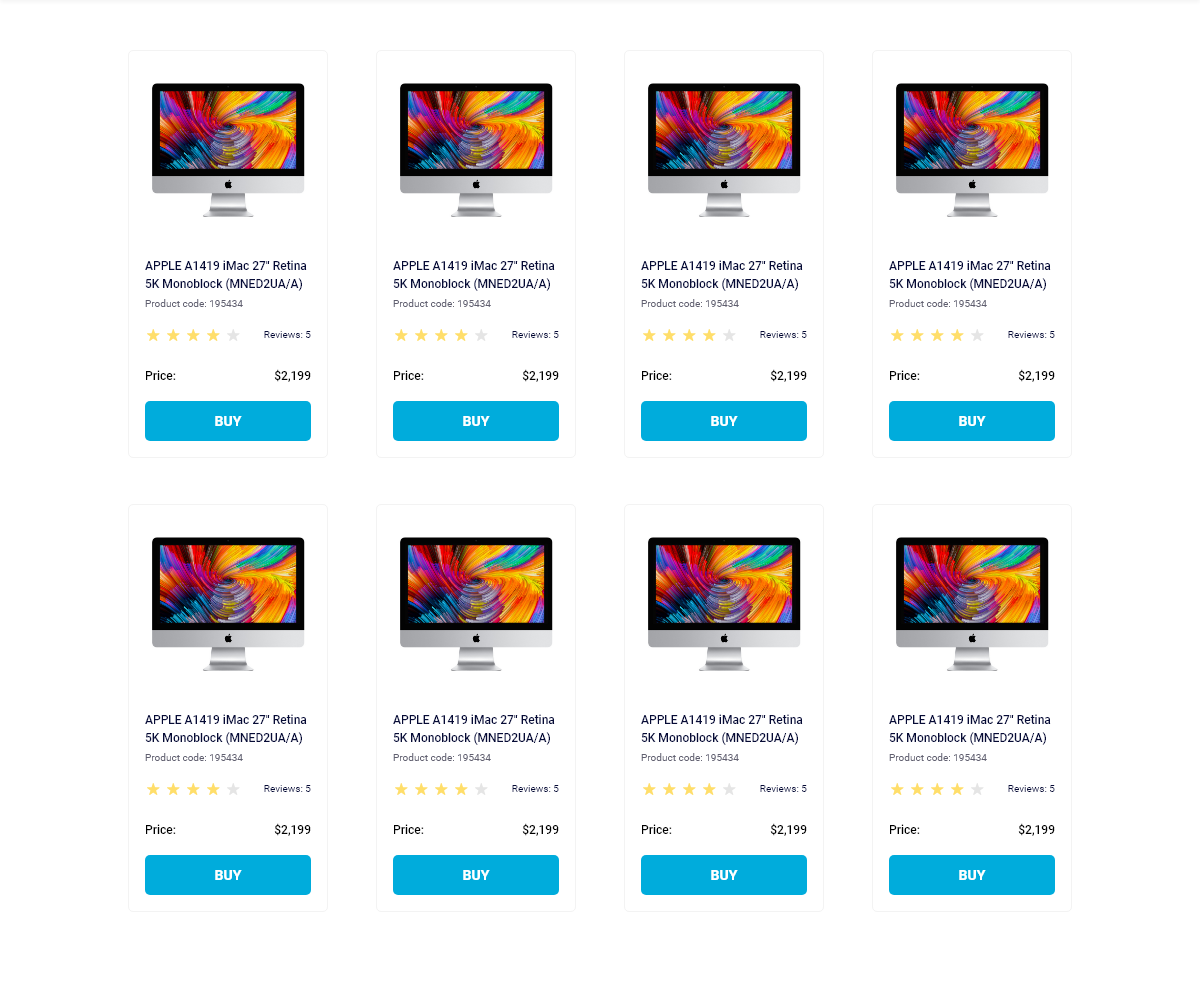 APPLE A1419 iMac 27" Retina
5K Monoblock (MNED2UA/A)
Product code: 195434
Reviews: 5
Price: $2,199
BUY
APPLE A1419 iMac 27" Retina
5K Monoblock (MNED2UA/A)
Product code: 195434
Reviews: 5
Price: $2,199
BUY
APPLE A1419 iMac 27" Retina
5K Monoblock (MNED2UA/A)
Product code: 195434
Reviews: 5
Price: $2,199
BUY
APPLE A1419 iMac 27" Retina
5K Monoblock (MNED2UA/A)
Product code: 195434
Reviews: 5
Price: $2,199
BUY
APPLE A1419 iMac 27" Retina
5K Monoblock (MNED2UA/A)
Product code: 195434
Reviews: 5
Price: $2,199
BUY
APPLE A1419 iMac 27" Retina
5K Monoblock (MNED2UA/A)
Product code: 195434
Reviews: 5
Price: $2,199
BUY
APPLE A1419 iMac 27" Retina
5K Monoblock (MNED2UA/A)
Product code: 195434
Reviews: 5
Price: $2,199
BUY
APPLE A1419 iMac 27" Retina
5K Monoblock (MNED2UA/A)
Product code: 195434
Reviews: 5
Price: $2,199
BUY